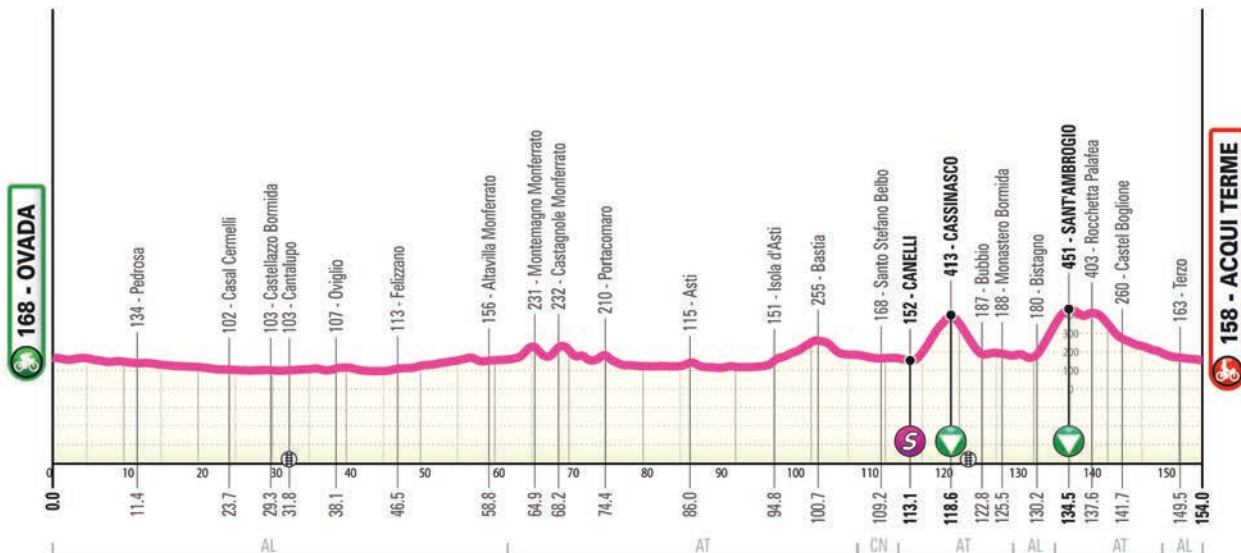 168 - OVADA
134 - Pedrosa
102 - Casal Cermelli
103 - Castellazzo Bormida
103 - Cantalupo
107 - Oviglio
113 - Felizzano
156 - Altavilla Monferrato
231 - Montemagno Monferrato
232 - Castagnole Monferrato
210 - Portacomaro
115 - Asti
151 - Isola d'Asti
255 - Bastia
168 - Santo Stefano Belbo
152 - CANELLI
413 - CASSINASCO
187 - Bubbio
188 - Monastero Bormida
180 - Bistagno
451 - SANT'AMBROGIO
403 - Rocchetta Palafea
260 - Castel Boglione
163 - Terzo
158 - ACQUI TERME
300
200
100
0
S
0 10 20 30 40 50 60 70 80 90 100 110 120 130 140 150
0.0 11.4 23.7 29.3 31.8 38.1 46.5 58.8 64.9 68.2 74.4 86.0 94.8 100.7 109.2 113.1 118.6 122.8 125.5 130.2 134.5 137.6 141.7 149.5 154.0
AL AT CN AT AL AT AL